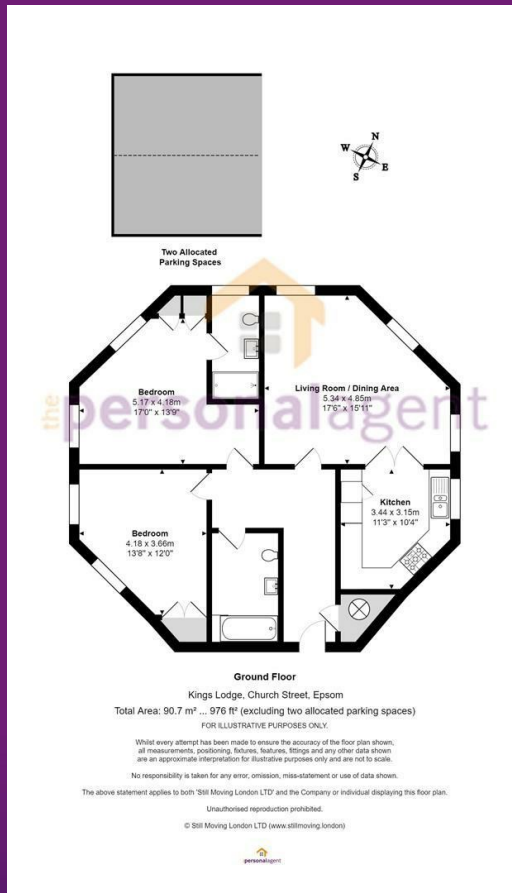 N
W
E
S
Two Allocated
Parking Spaces
Bedroom
5.17 x 4.18m
17'0" x 13'9"
Living Room / Dining Area
5.34 x 4.85m
17'6" x 15'11"
the personalagent
Kitchen
3.44 x 3.15m
11'3" x 10'4"
Bedroom
4.18 x 3.66m
13'8" x 12'0"
Ground Floor
Kings Lodge, Church Street, Epsom
Total Area: 90.7 m² ... 976 ft² (excluding two allocated parking spaces)
FOR ILLUSTRATIVE PURPOSES ONLY.
Whilst every attempt has been made to ensure the accuracy of the floor plan shown,
all measurements, positioning, fixtures, features, fittings and any other data shown
are an approximate interpretation for illustrative purposes only and are not to scale.
No responsibility is taken for any error, omission, miss-statement or use of data shown.
The above statement applies to both 'Still Moving London LTD' and the Company or individual displaying this floor plan.
Unauthorised reproduction prohibited.
© Still Moving London LTD (www.stillmoving.london)
personalagent